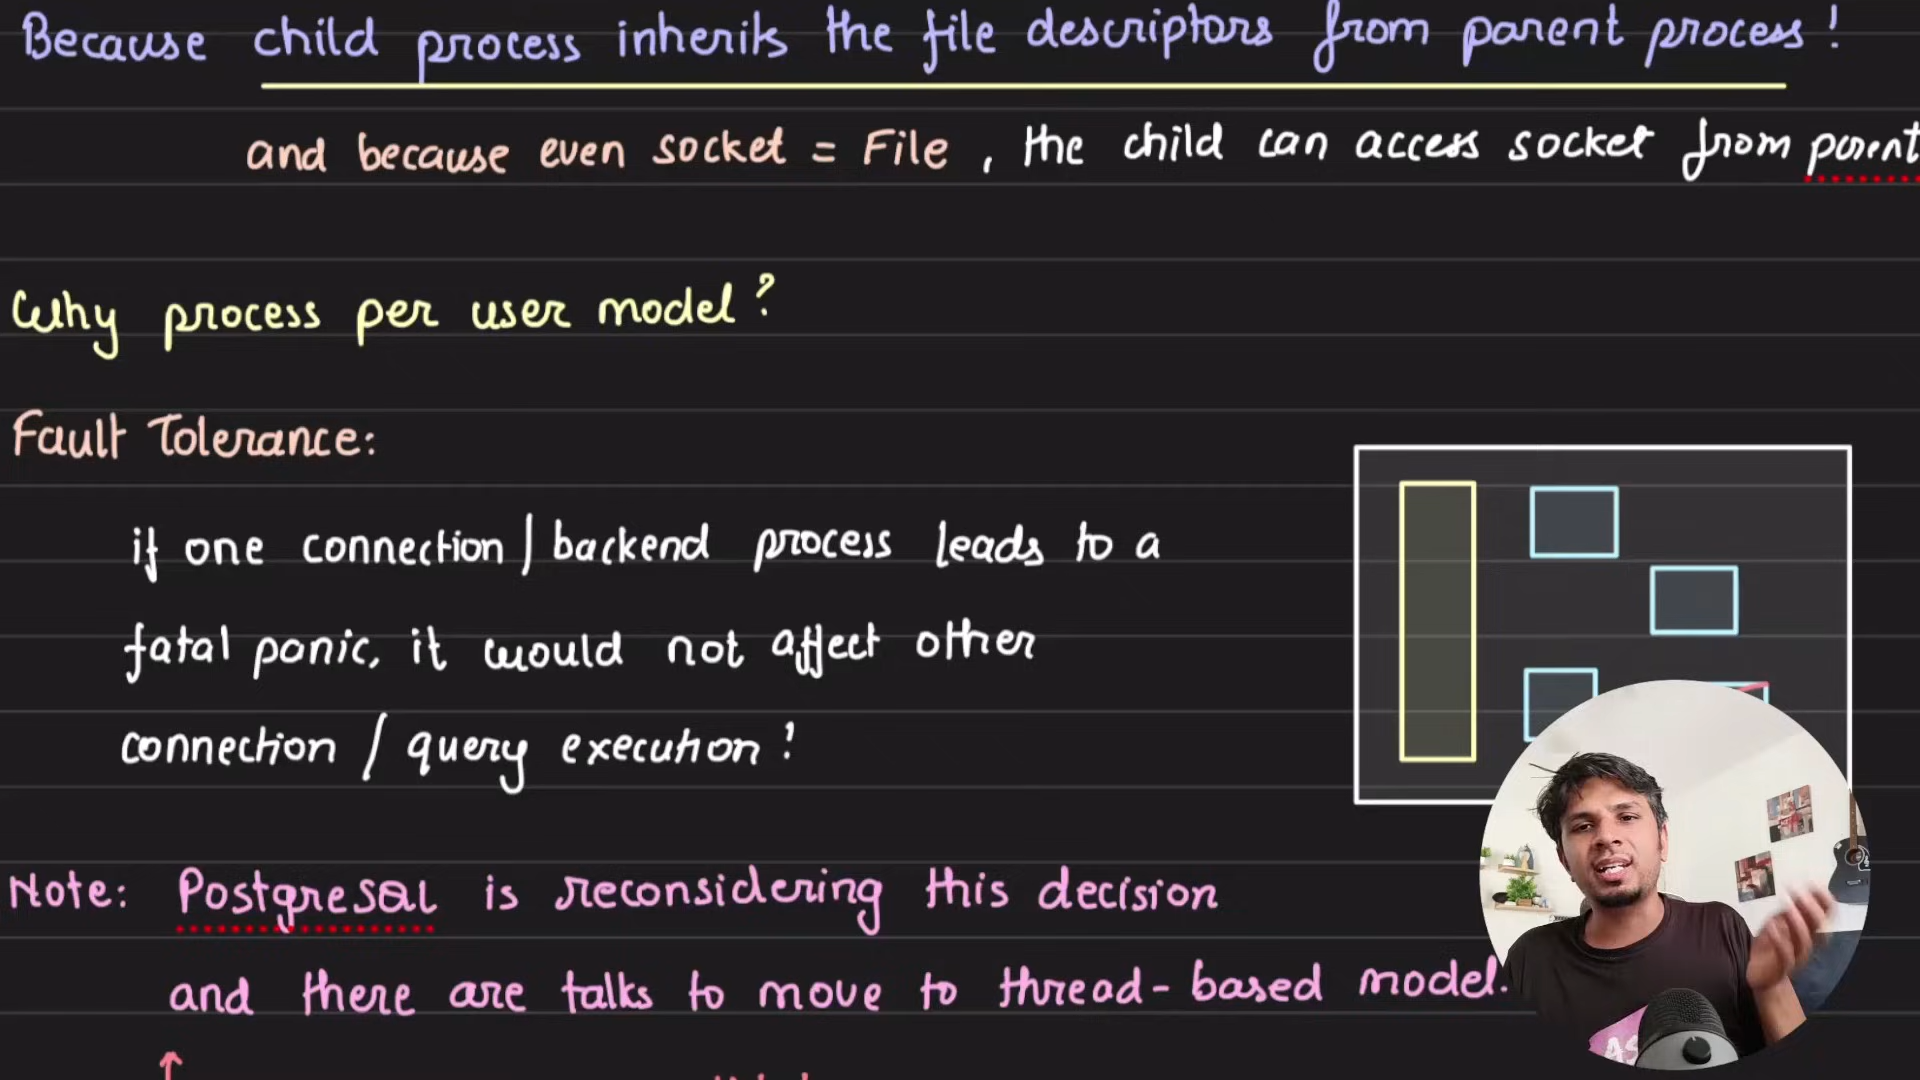 Because child process inherits the file descriptors from parent process!
and because even socket = File, the child can access socket from parent
Why process per user model?
Fault Tolerance:
if one connection/backend process leads to a
fatal panic, it would not affect other
connection / query execution!
Note: PostgreSQL is reconsidering this decision
and there are talks to move to thread-based model.